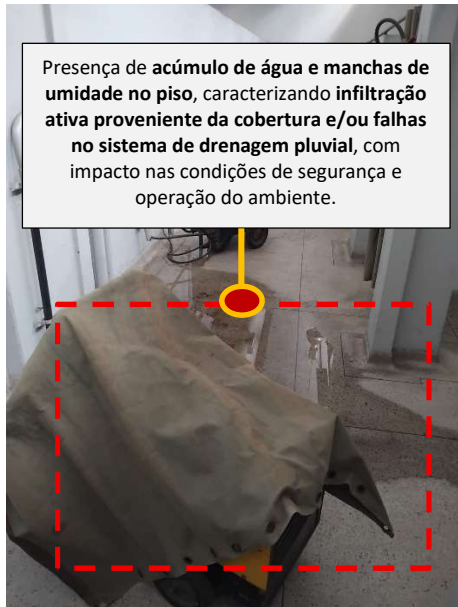 Presença de acúmulo de água e manchas de
umidade no piso, caracterizando infiltração
ativa proveniente da cobertura e/ou falhas
no sistema de drenagem pluvial, com
impacto nas condições de segurança e
operação do ambiente.